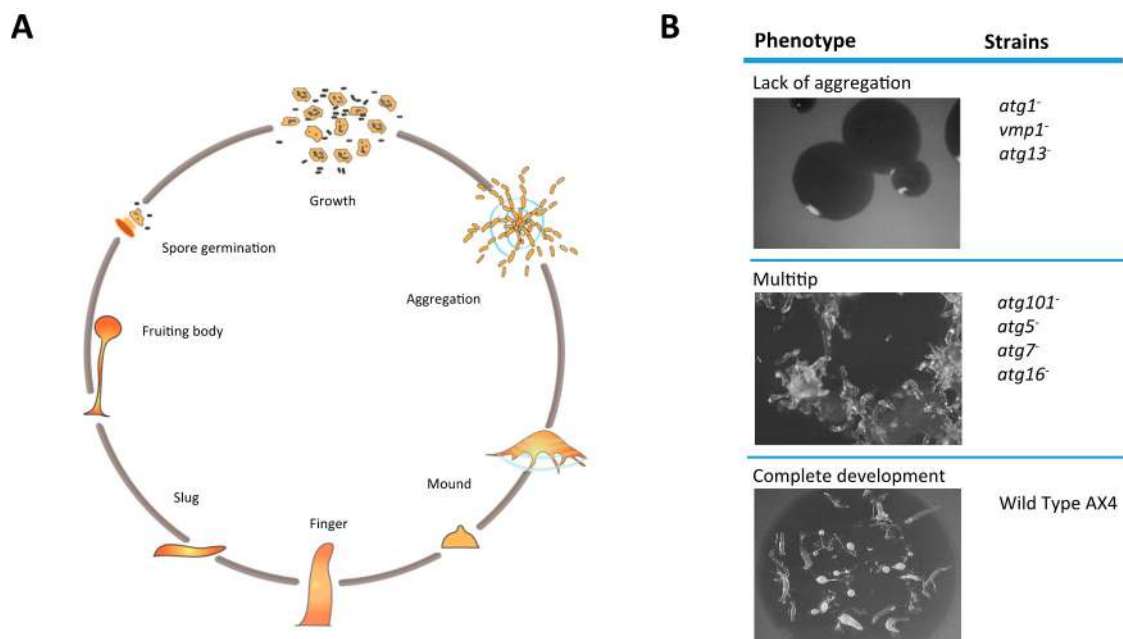 A
Growth
Spore germination
Aggregation
Fruiting body
Slug
Mound
Finger
B
Phenotype Strains
Lack of aggregation
atg1-
vmp1-
atg13-
Multitip
atg101-
atg5-
atg7-
atg16-
Complete development
Wild Type AX4